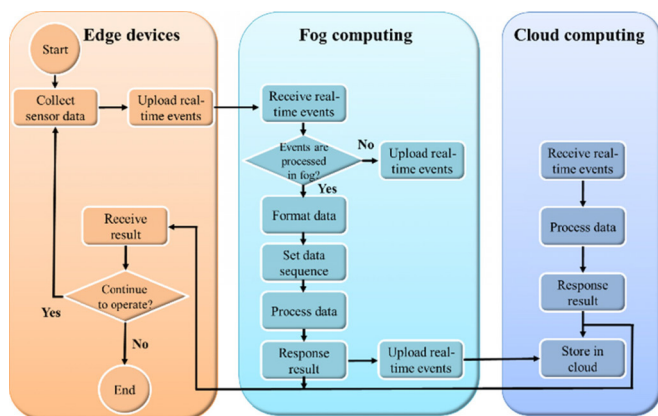 Edge devices
Start
Collect
sensor data
Upload real-
time events
Receive
result
Continue
to operate?
Yes
No
End
Fog computing
Receive real-
time events
Events are
processed
in fog?
No
Upload real-
time events
Yes
Format data
Set data
sequence
Process data
Response
result
Upload real-
time events
Cloud computing
Receive real-
time events
Process data
Response
result
Store in
cloud